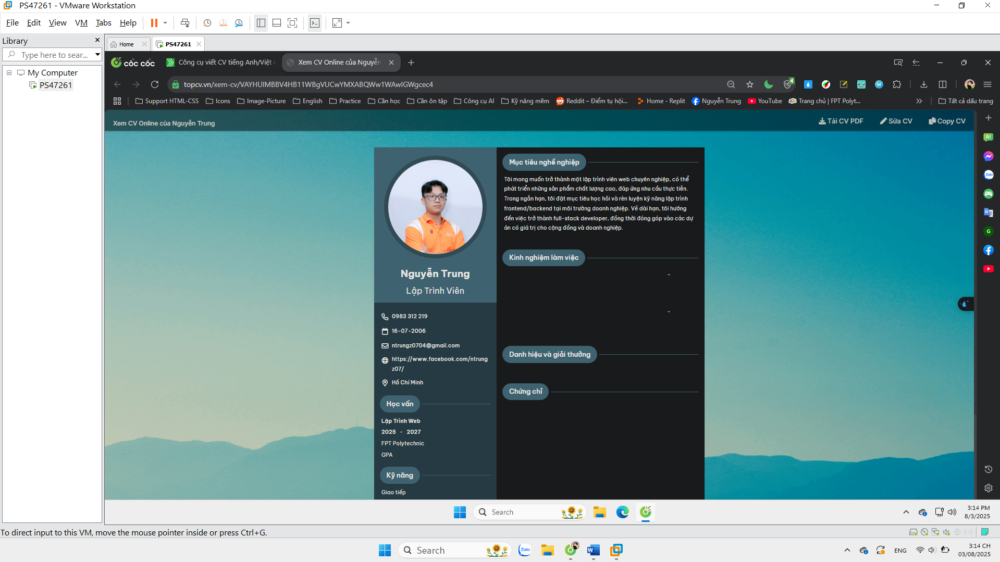 PS47261 - VMware Workstation
File Edit View VM Tabs Help
Library
Type here to sear...
My Computer
PS47261
Home
PS47261
cốc cốc
Công cụ viết CV tiếng Anh/Việt
Xem CV Online của Nguyễn
topcv.vn/xem-cv/VAYHUlMBBV4HB11WBgVUCwYMXABQWw1WAwIGWgcec4
4
Support HTML-CSS
Icons
Image-Picture
English
Practice
Cần học
Cần ôn tập
Công cụ AI
Kỹ năng mềm
Reddit – Điểm tụ hội...
Home - Replit
Nguyễn Trung
YouTube
Trang chủ | FPT Polyt...
Tất cả dấu trang
Xem CV Online của Nguyễn Trung
Tải CV PDF
Sửa CV
Copy CV
AI
Zalo
G
Nguyễn Trung
Lập Trình Viên
0983 312 219
16-07-2006
ntrungz0704@gmail.com
https://www.facebook.com/ntrung
z07/
Hồ Chí Minh
Học vấn
Lập Trình Web
2025 - 2027
FPT Polytechnic
GPA
Kỹ năng
Giao tiếp
Mục tiêu nghề nghiệp
Tôi mong muốn trở thành một lập trình viên web chuyên nghiệp, có thể
phát triển những sản phẩm chất lượng cao, đáp ứng nhu cầu thực tiễn.
Trong ngắn hạn, tôi đặt mục tiêu học hỏi và rèn luyện kỹ năng lập trình
frontend/backend tại môi trường doanh nghiệp. Về dài hạn, tôi hướng
đến việc trở thành full-stack developer, đồng thời đóng góp vào các dự
án có giá trị cho cộng đồng và doanh nghiệp.
Kinh nghiệm làm việc
-
-
Danh hiệu và giải thưởng
Chứng chỉ
Search
3:14 PM
8/3/2025
To direct input to this VM, move the mouse pointer inside or press Ctrl+G.
Search
Zalo
ENG
3:14 CH
03/08/2025